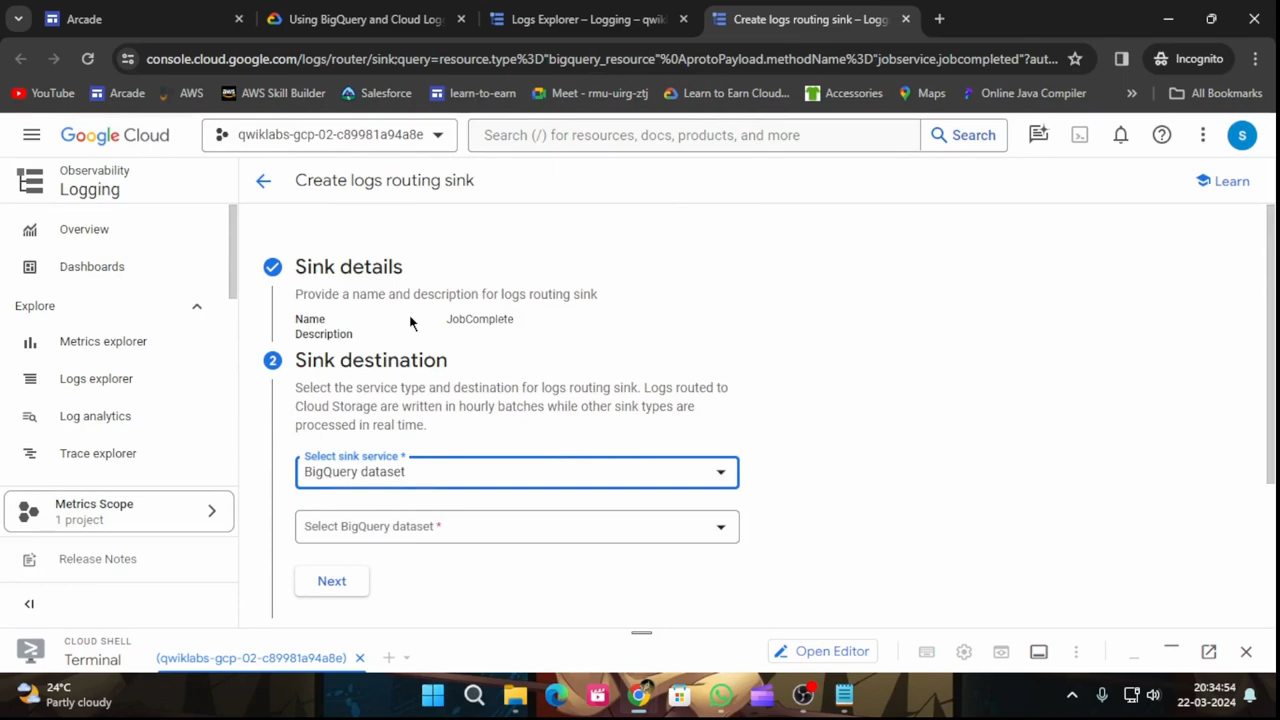 Arcade
Using BigQuery and Cloud Log
Logs Explorer – Logging – qwik
Create logs routing sink – Logg
console.cloud.google.com/logs/router/sink;query=resource.type%3D"bigquery_resource"%0AprotoPayload.methodName%3D"jobservice.jobcompleted"?aut...
Incognito
YouTube
Arcade
AWS
AWS Skill Builder
Salesforce
learn-to-earn
Meet - rmu-uirg-ztj
Learn to Earn Cloud...
Accessories
Maps
Online Java Compiler
All Bookmarks
Google Cloud
qwiklabs-gcp-02-c89981a94a8e
Search (/) for resources, docs, products, and more
Search
S
Observability
Logging
Create logs routing sink
Learn
Overview
Dashboards
Explore
Metrics explorer
Logs explorer
Log analytics
Trace explorer
Metrics Scope
1 project
Release Notes
Sink details
Provide a name and description for logs routing sink
Name JobComplete
Description
2 Sink destination
Select the service type and destination for logs routing sink. Logs routed to
Cloud Storage are written in hourly batches while other sink types are
processed in real time.
Select sink service *
BigQuery dataset
Select BigQuery dataset *
Next
CLOUD SHELL
Terminal
(qwiklabs-gcp-02-c89981a94a8e)
Open Editor
24°C
Partly cloudy
20:34:54
22-03-2024